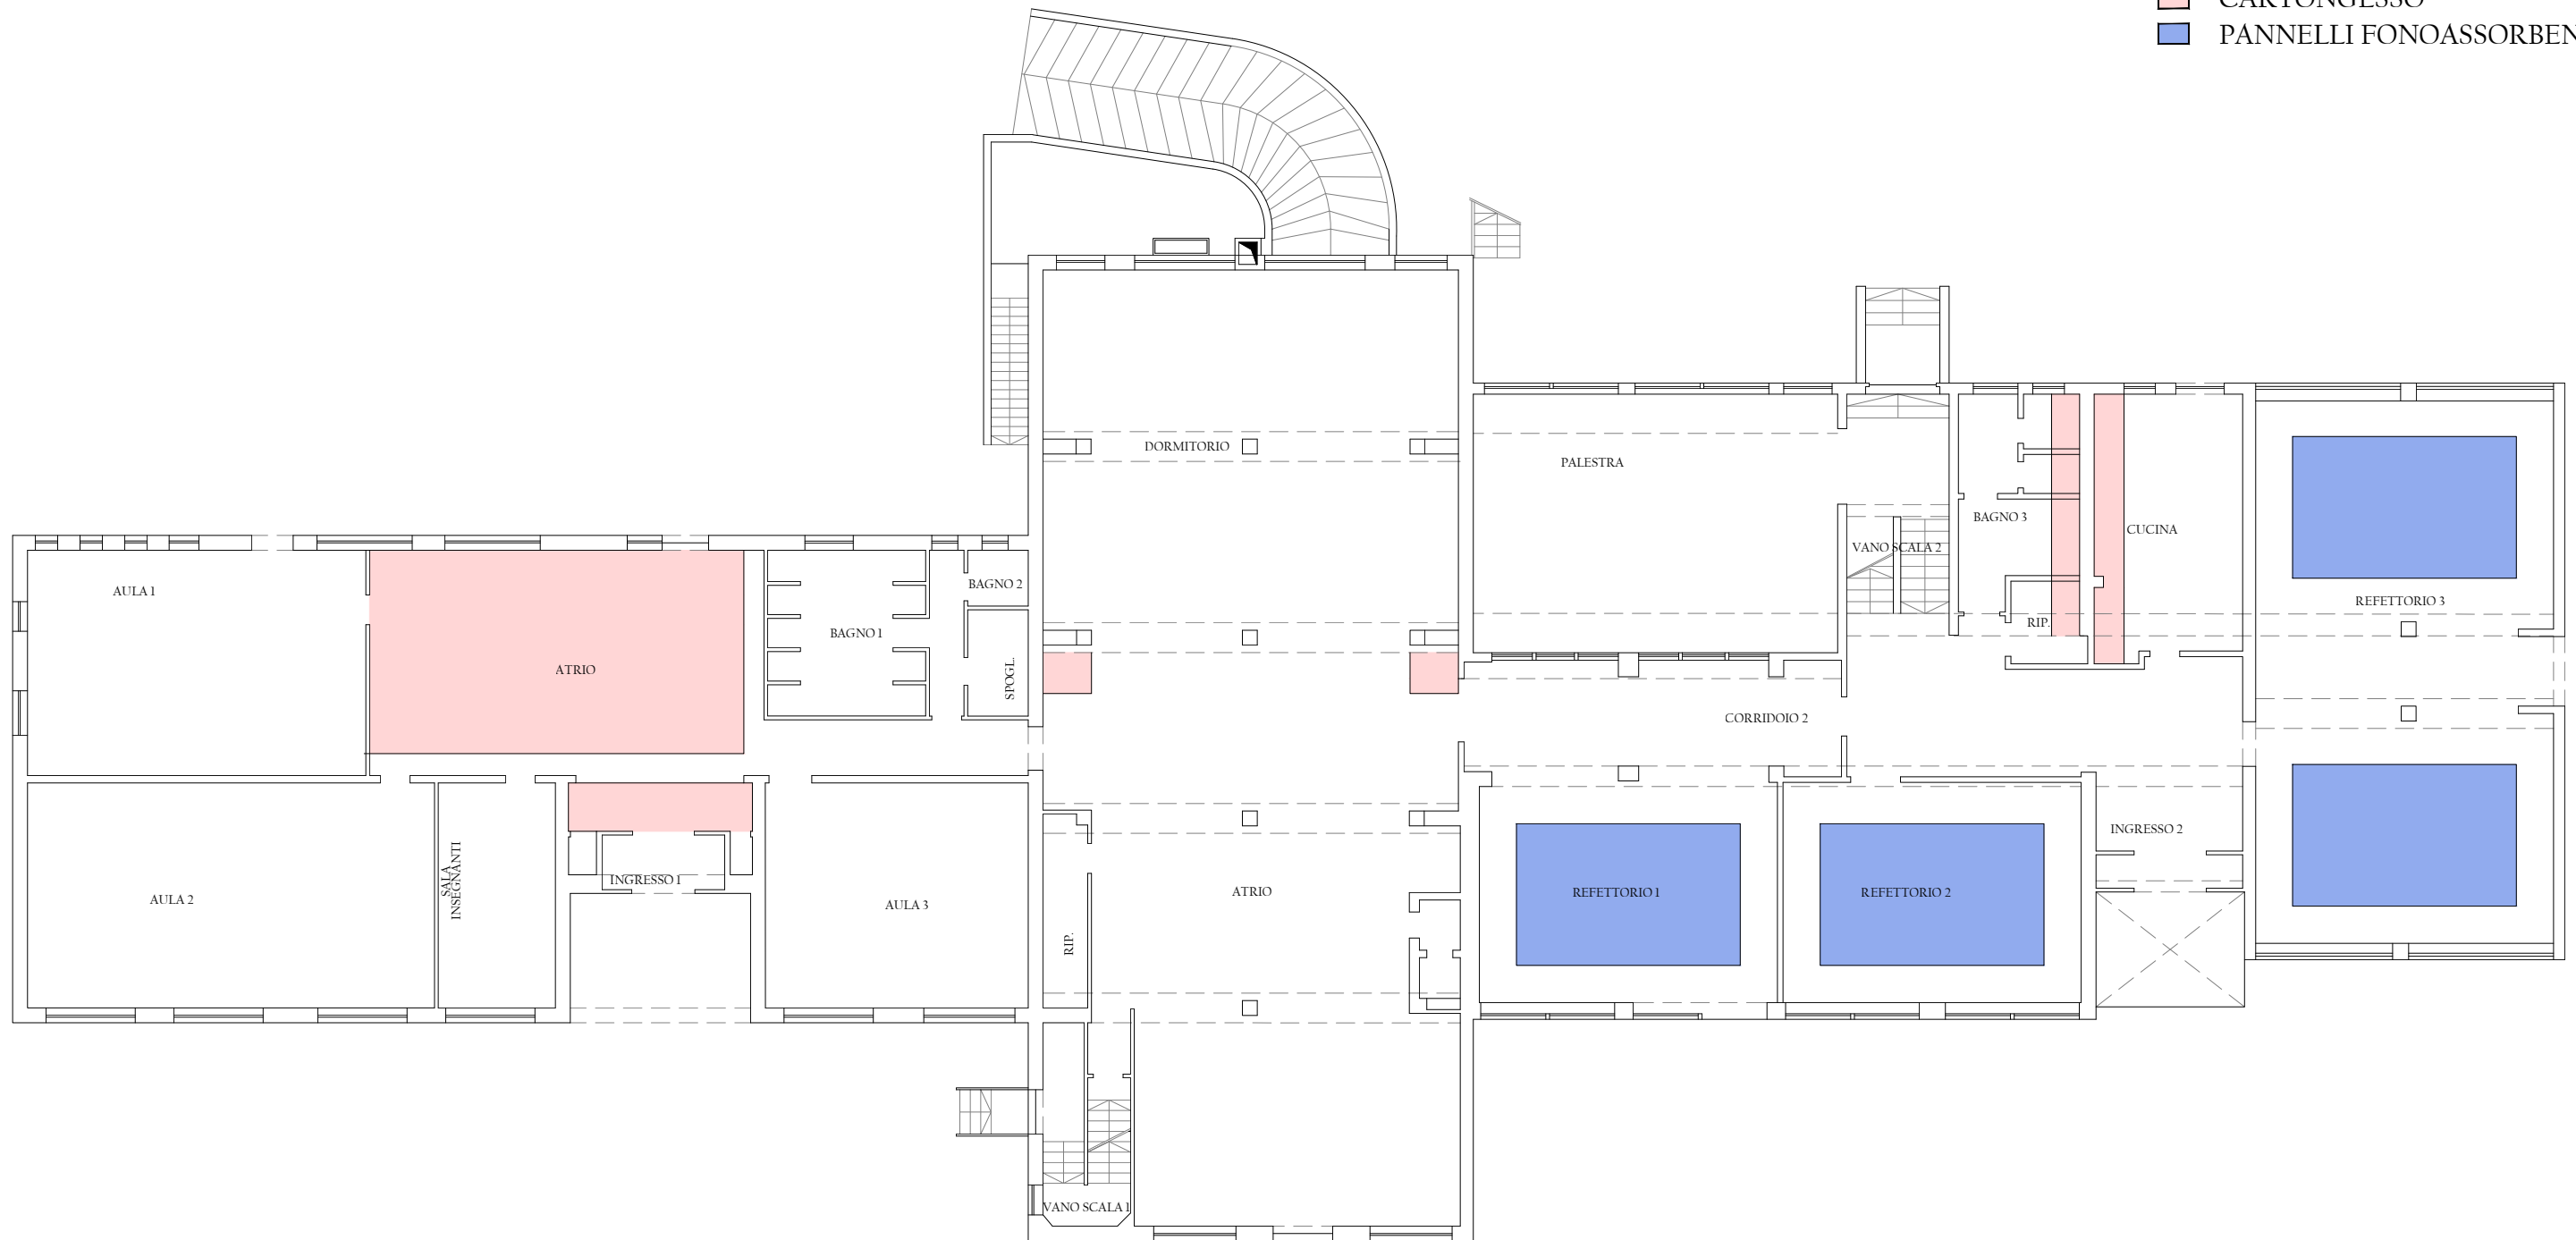 CARTONGESSO
PANNELLI FONOASSORBEN
DORMITORIO
PALESTRA
BAGNO 3
CUCINA
VANO SCALA 2
AULA 1
BAGNO 2
REFETTORIO 3
RIP.
BAGNO 1
ATRIO
SPOGL.
CORRIDOIO 2
INGRESSO 2
SALA
INSEGNANTI
INGRESSO 1
ATRIO
REFETTORIO 1
REFETTORIO 2
AULA 2
AULA 3
RIP.
VANO SCALA 1